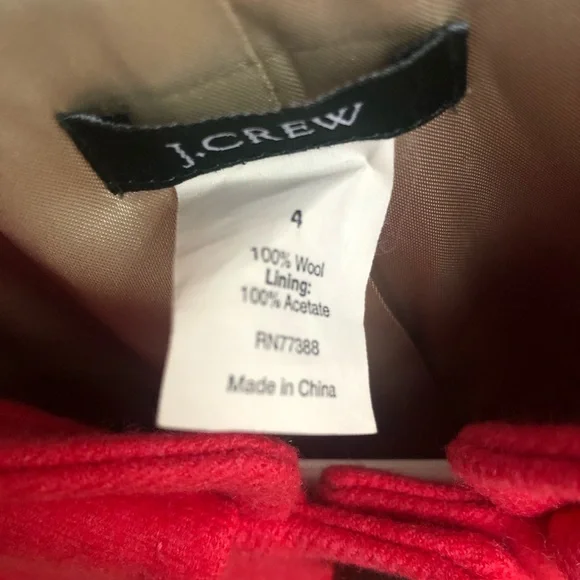 J.CREW
4
100% Wool
Lining:
100% Acetate
RN77388
Made in China